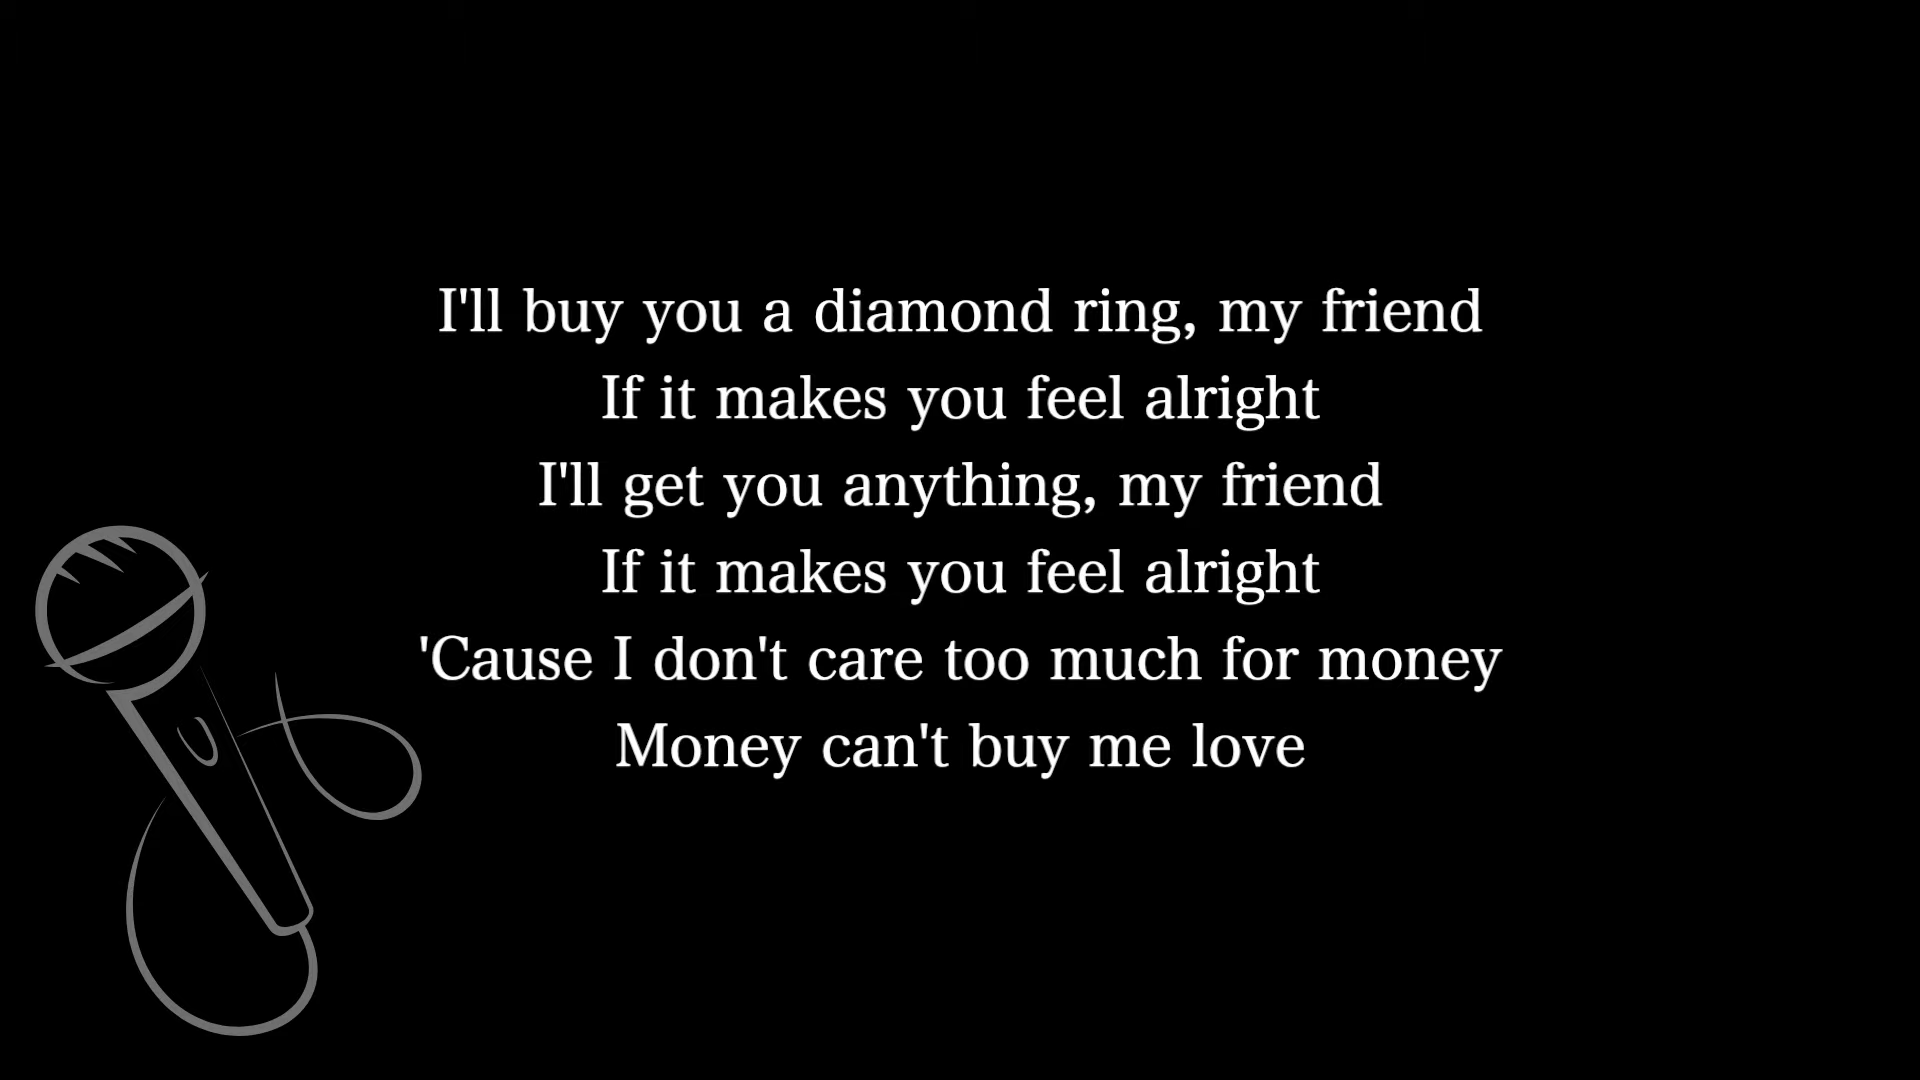 I'll buy you a diamond ring, my friend
If it makes you feel alright
I'll get you anything, my friend
If it makes you feel alright
'Cause I don't care too much for money
Money can't buy me love